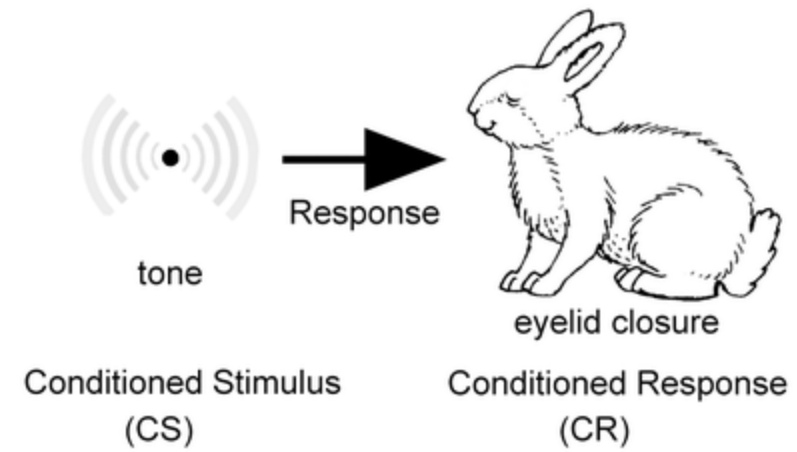 Response
tone
eyelid closure
Conditioned Stimulus
(CS)
Conditioned Response
(CR)